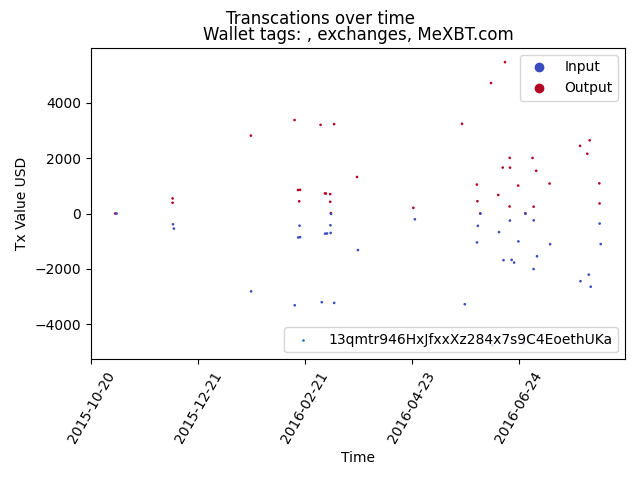 Transcations over time
Wallet tags: , exchanges, MeXBT.com
Input
Output
Tx Value USD
4000
2000
0
−2000
−4000
13qmtr946HxJfxxXz284x7s9C4EoethUKa
2015-10-20
2015-12-21
2016-02-21
2016-04-23
2016-06-24
Time